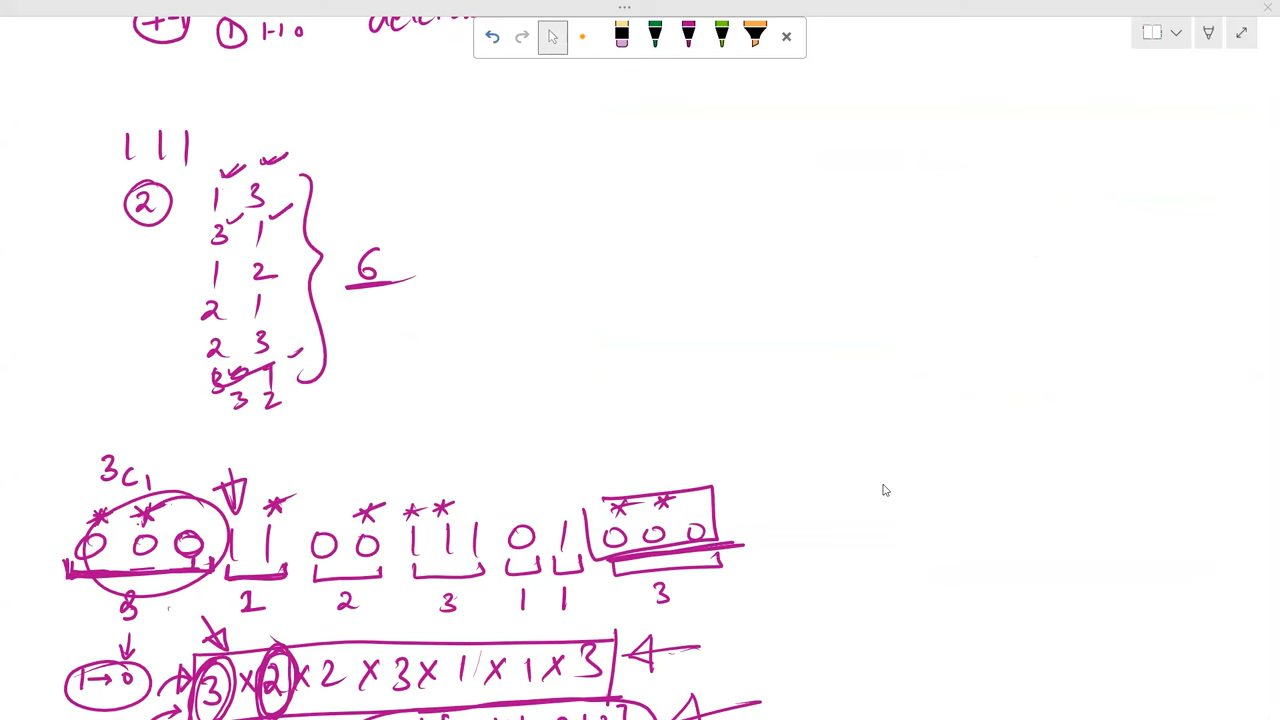 1 1→0
1 1 1
2 1 3
3 1
1 2
2 1
2 3
3 2
6
3C1
* * * * * * * *
0 0 0 1 1 0 0 1 1 1 0 1 0 0 0
3 2 2 3 1 1 3
1→0 3 × 2 × 2 × 3 × 1 × 1 × 3